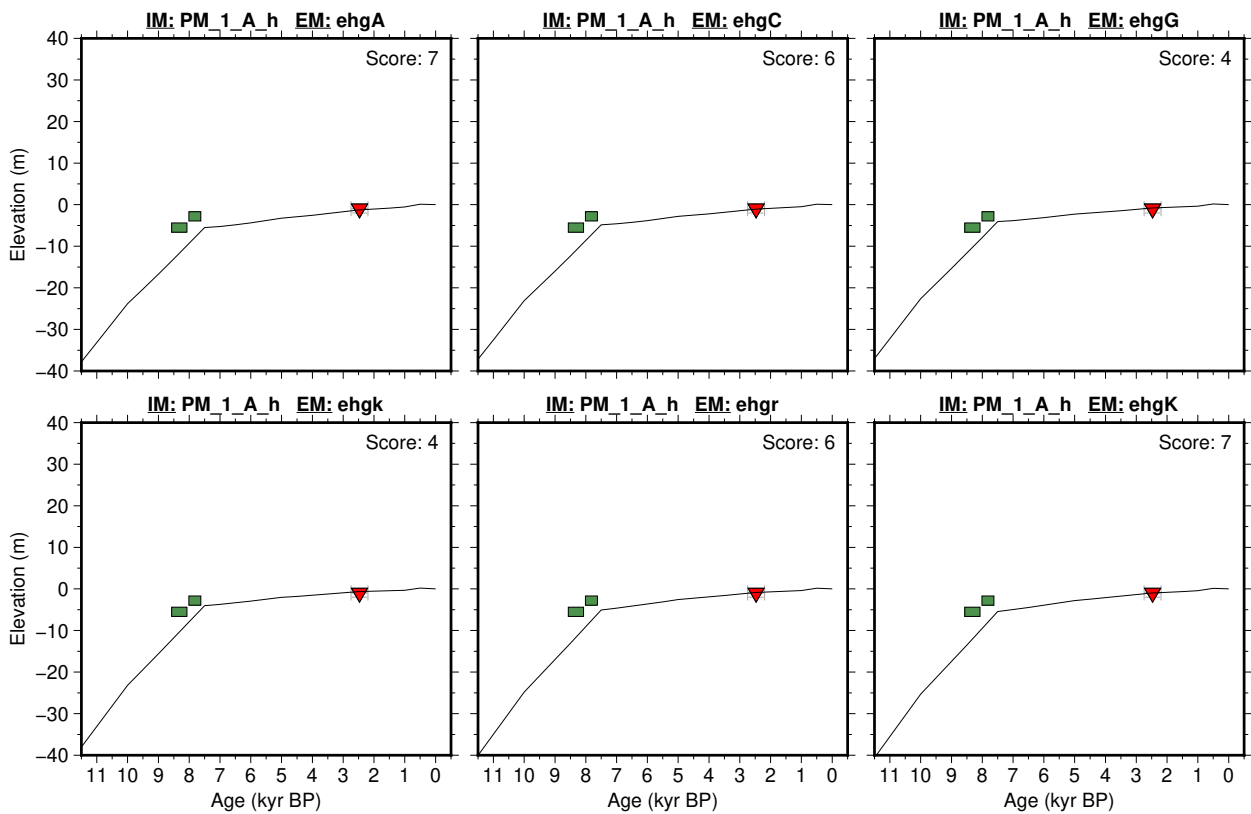 IM: PM_1_A_h EM: ehgA
IM: PM_1_A_h EM: ehgC
IM: PM_1_A_h EM: ehgG
40
30
20
10
0
−10
−20
−30
−40
Elevation (m)
Score: 7
Score: 6
Score: 4
IM: PM_1_A_h EM: ehgk
IM: PM_1_A_h EM: ehgr
IM: PM_1_A_h EM: ehgK
40
30
20
10
0
−10
−20
−30
−40
Elevation (m)
Score: 4
Score: 6
Score: 7
11 10 9 8 7 6 5 4 3 2 1 0
11 10 9 8 7 6 5 4 3 2 1 0
11 10 9 8 7 6 5 4 3 2 1 0
Age (kyr BP)
Age (kyr BP)
Age (kyr BP)